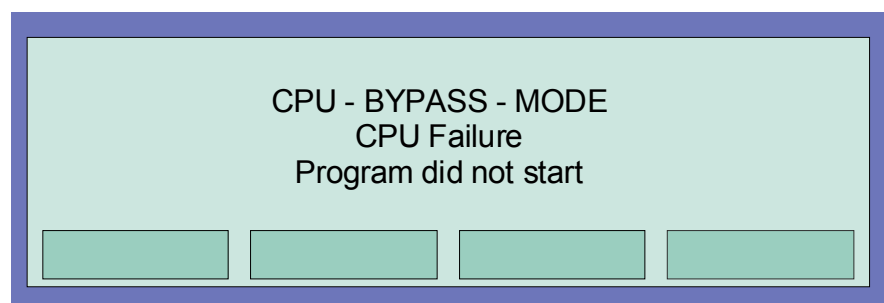 CPU - BYPASS - MODE
CPU Failure
Program did not start